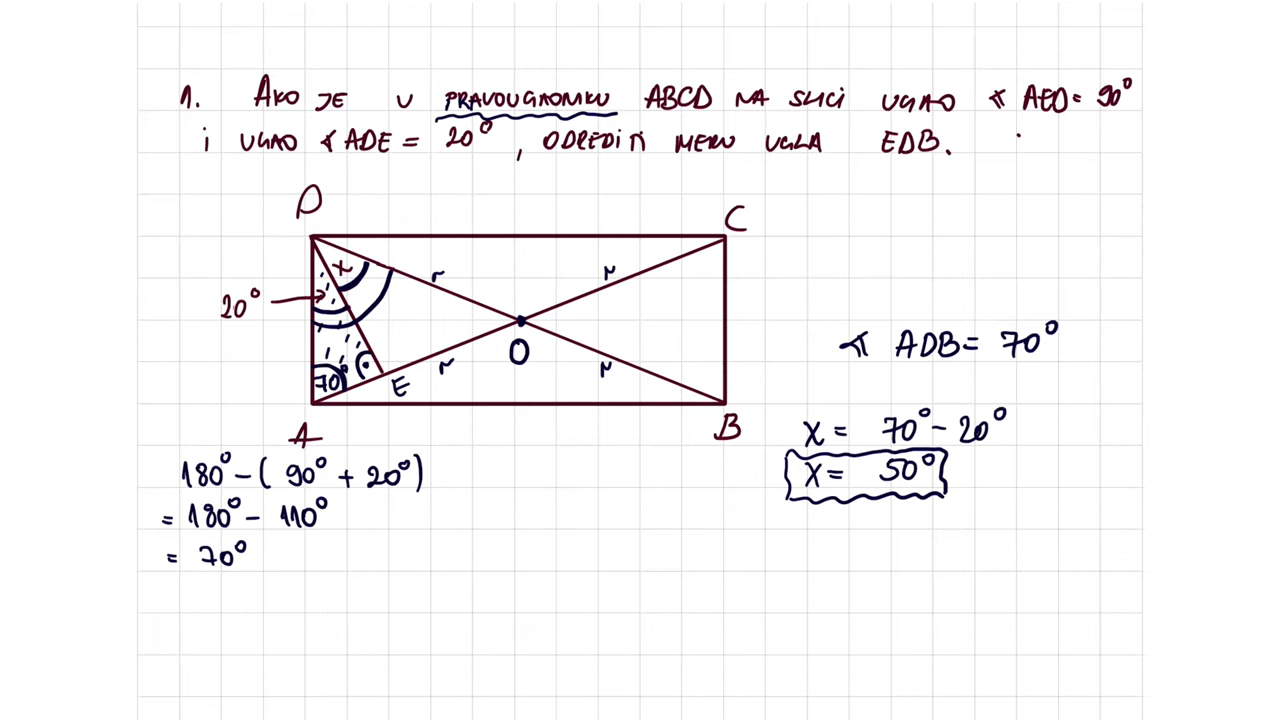 1. AKO JE U PRAVOUGAONIKU ABCD NA SLICI UGAO ∢ AED = 90°
i UGAO ∢ ADE = 20°, ODREDITI MERU UGLA EDB.
D
C
x
r
r
20°
O
∢ ADB = 70°
70°
E
r
r
A
B
x = 70° - 20°
180° - ( 90° + 20° )
x = 50°
= 180° - 110°
= 70°